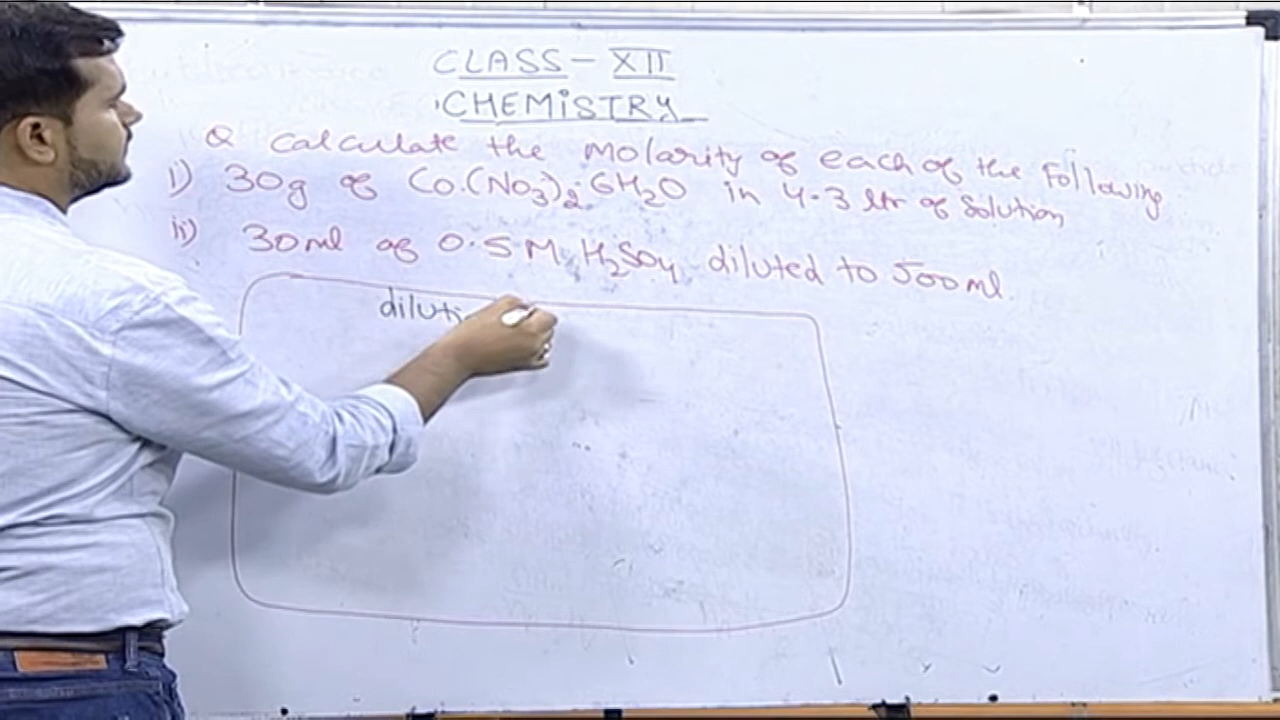 CLASS - XII
CHEMISTRY
Q Calculate the Molarity of each of the Following
i) 30g of Co.(NO3)2.6H2O in 4.3 ltr of Solution
ii) 30ml of 0.5 M H2SO4 diluted to 500ml.
diluti